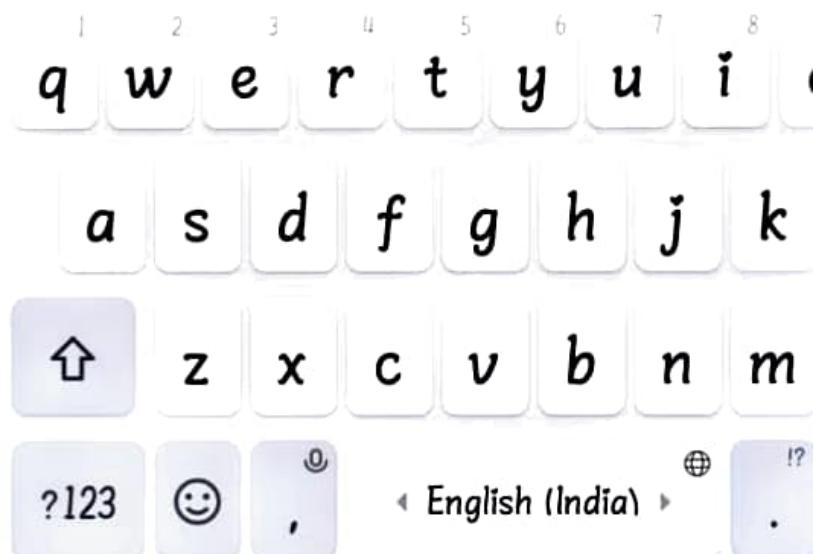 1 2 3 4 5 6 7 8
q w e r t y u i
a s d f g h j k
z x c v b n m
!?
?123 , English (India) .